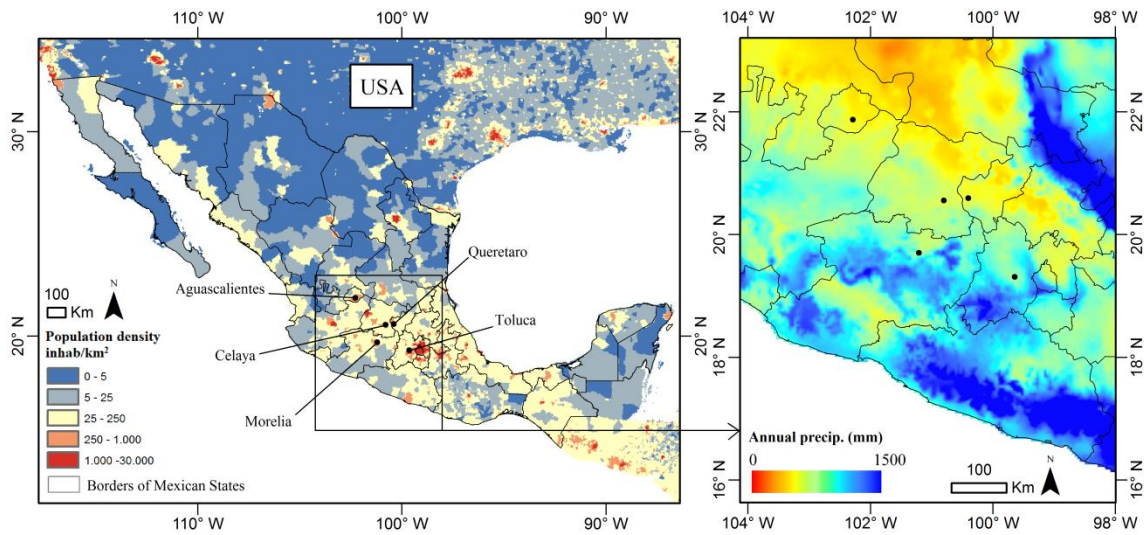 110° W
100° W
90° W
104° W
102° W
100° W
98° W
USA
30° N
30° N
22°N
22°N
Queretaro
Aguascalientes
N
100
Km
Toluca
20° N
20° N
20° N
20° N
Population density
inhab/km²
Celaya
0 - 5
5 - 25
25 - 250
250 - 1.000
1.000 -30.000
Borders of Mexican States
Morelia
18°N
18°N
Annual precip. (mm)
0
1500
100
Km
N
16°N
16°N
110° W
100° W
90° W
104° W
102° W
100° W
98° W